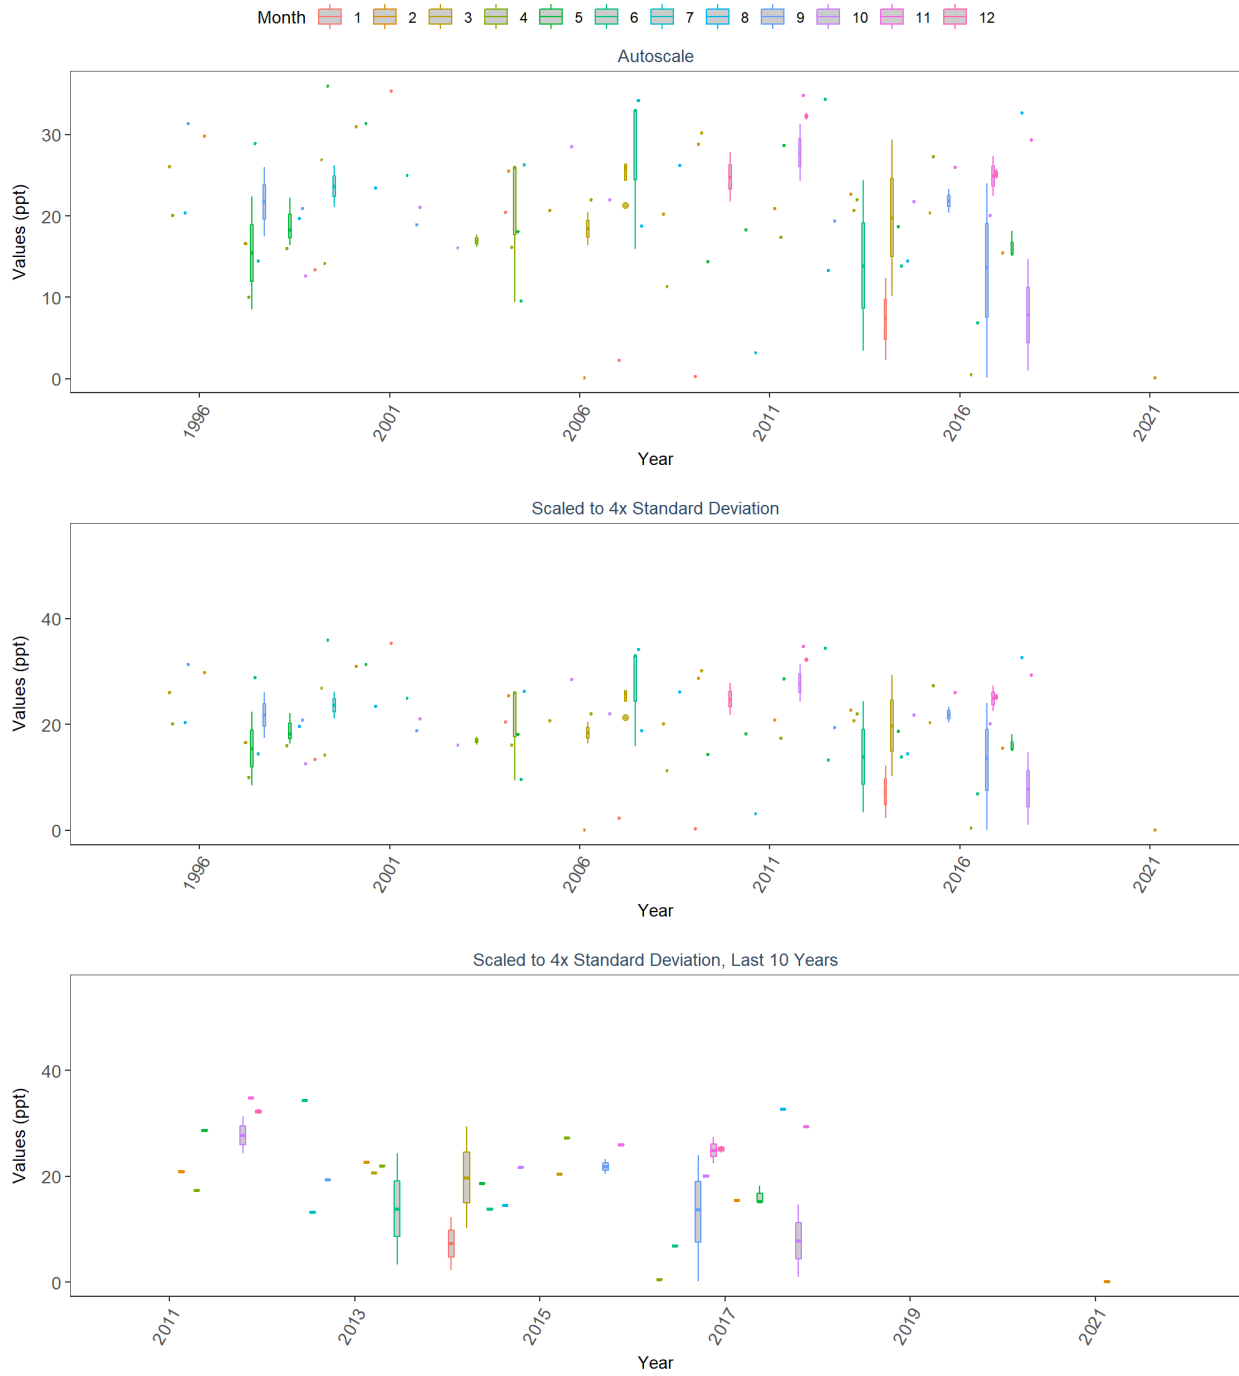 Month 1 2 3 4 5 6 7 8 9 10 11 12
Autoscale
Values (ppt)
30
20
10
0
1996 2001 2006 2011 2016 2021
Year
Scaled to 4x Standard Deviation
Values (ppt)
40
20
0
1996 2001 2006 2011 2016 2021
Year
Scaled to 4x Standard Deviation, Last 10 Years
Values (ppt)
40
20
0
2011 2013 2015 2017 2019 2021
Year